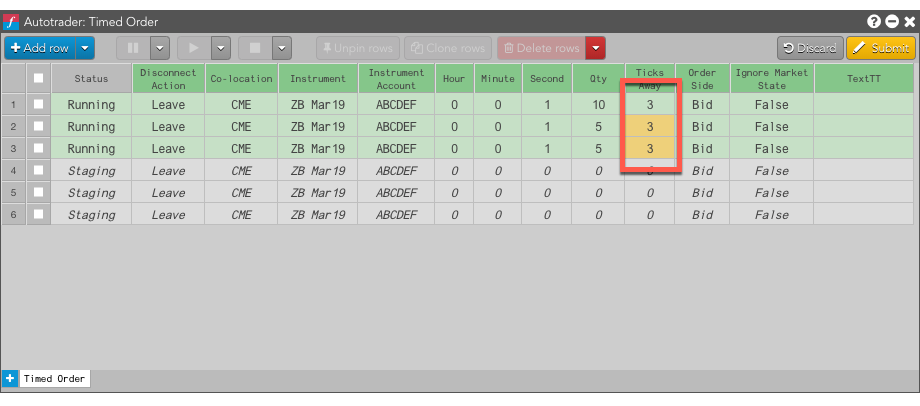 f Autotrader: Timed Order
+ Add row Unpin rows Clone rows Delete rows Discard Submit
Status Disconnect Action Co-location Instrument Instrument Account Hour Minute Second Qty Ticks Away Order Side Ignore Market State TextTT
1 Running Leave CME ZB Mar19 ABCDEF 0 0 1 10 3 Bid False
2 Running Leave CME ZB Mar19 ABCDEF 0 0 1 5 3 Bid False
3 Running Leave CME ZB Mar19 ABCDEF 0 0 1 5 3 Bid False
4 Staging Leave CME ZB Mar19 ABCDEF 0 0 0 0 0 Bid False
5 Staging Leave CME ZB Mar19 ABCDEF 0 0 0 0 0 Bid False
6 Staging Leave CME ZB Mar19 ABCDEF 0 0 0 0 0 Bid False
+ Timed Order